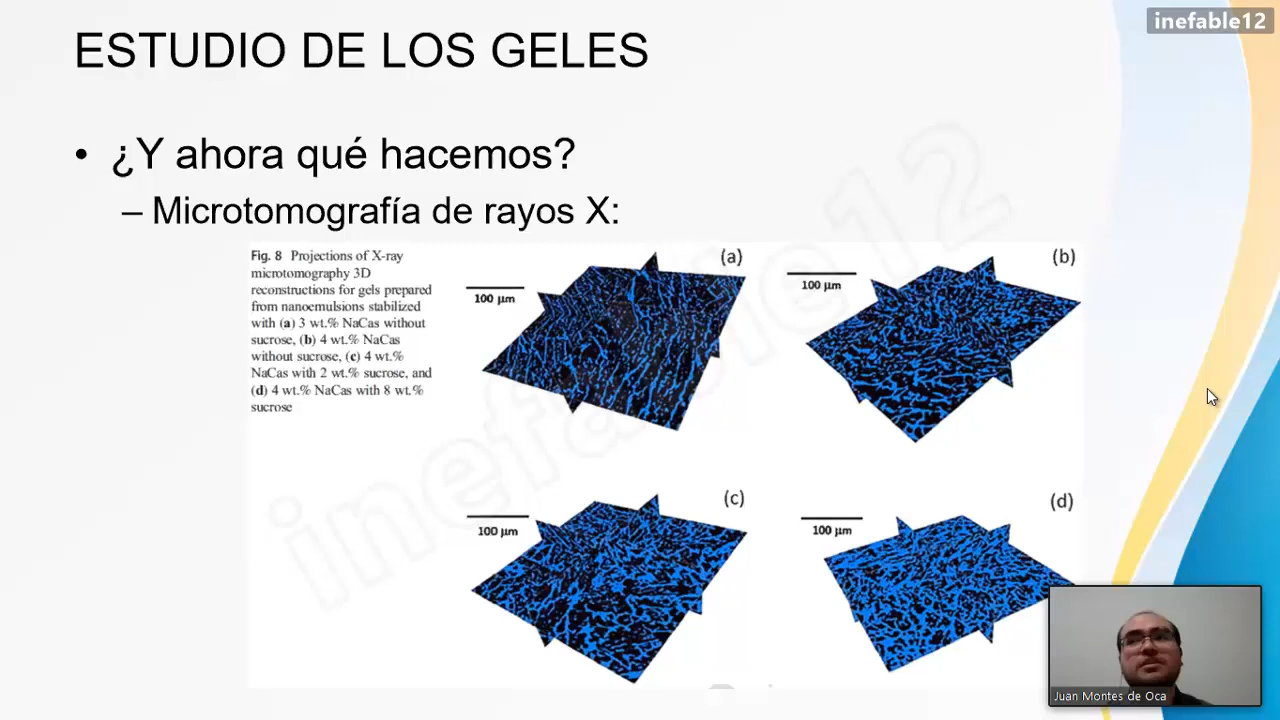 inefable12
ESTUDIO DE LOS GELES
• ¿Y ahora qué hacemos?
– Microtomografía de rayos X:
Fig. 8 Projections of X-ray
microtomography 3D
reconstructions for gels prepared
from nanoemulsions stabilized
with (a) 3 wt.% NaCas without
sucrose, (b) 4 wt.% NaCas
without sucrose, (c) 4 wt.%
NaCas with 2 wt.% sucrose, and
(d) 4 wt.% NaCas with 8 wt.%
sucrose
(a)
100 μm
(b)
100 μm
(c)
100 μm
(d)
100 μm
inefable12
Juan Montes de Oca